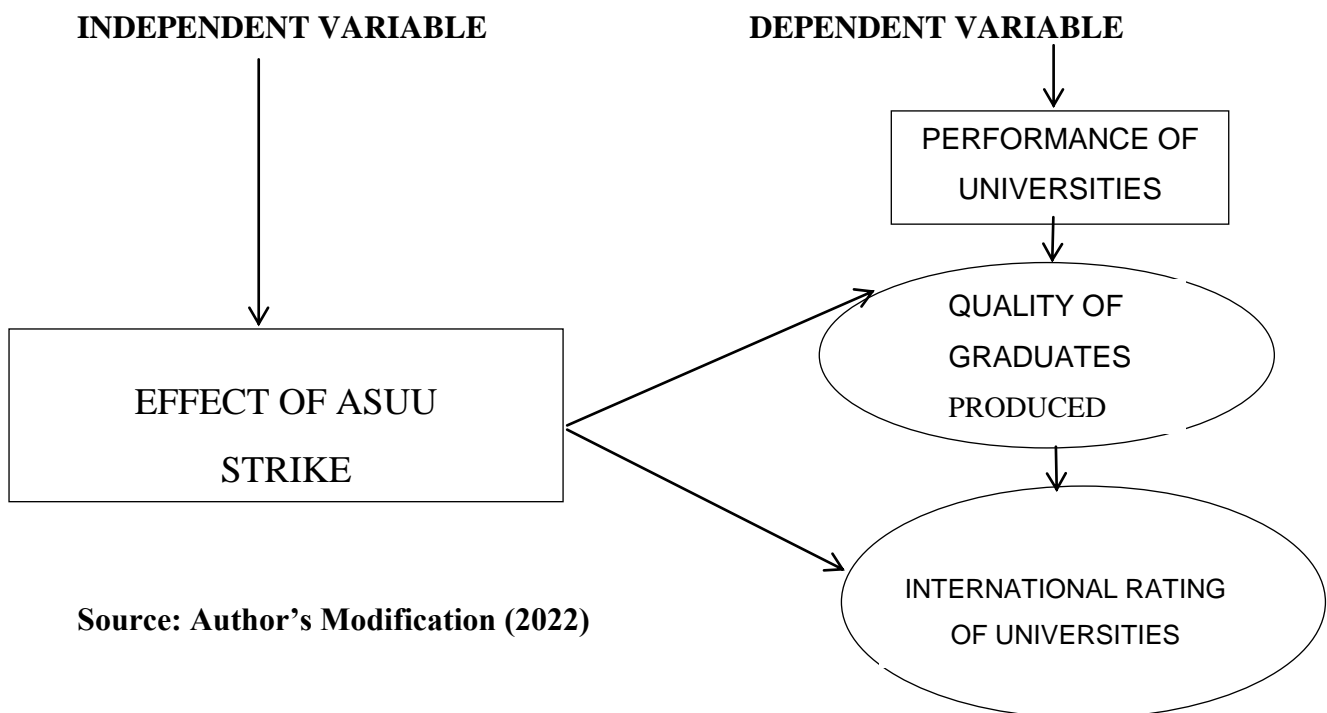 INDEPENDENT VARIABLE
DEPENDENT VARIABLE
PERFORMANCE OF
UNIVERSITIES
QUALITY OF
GRADUATES
PRODUCED
EFFECT OF ASUU
STRIKE
INTERNATIONAL RATING
OF UNIVERSITIES
Source: Author’s Modification (2022)